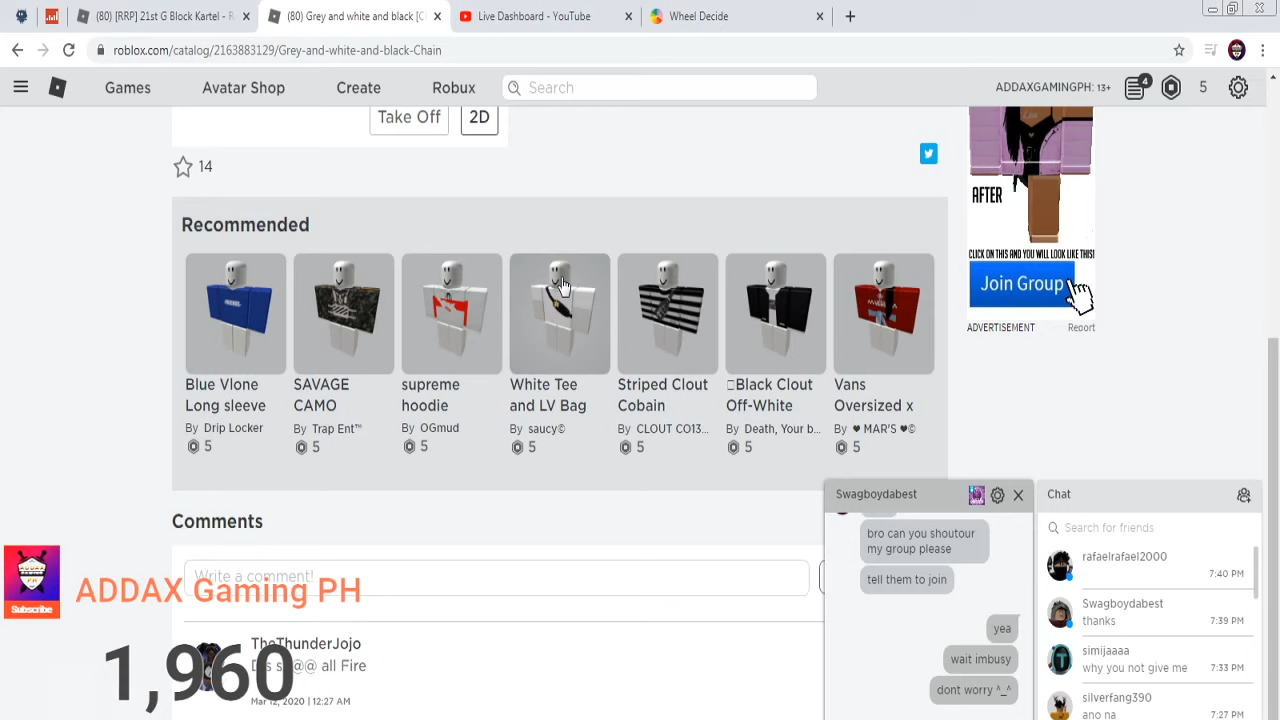 (80) [RRP] 21st G Block Kartel - R
(80) Grey and white and black [C
Live Dashboard - YouTube
Wheel Decide
roblox.com/catalog/2163883129/Grey-and-white-and-black-Chain
Games
Avatar Shop
Create
Robux
Search
ADDAXGAMINGPH: 13+
4
5
Take Off
2D
14
AFTER
CLICK ON THIS AND YOU WILL LOOK LIKE THIS!
Join Group
ADVERTISEMENT
Report
Recommended
Blue Vlone
Long sleeve
By Drip Locker
5
SAVAGE
CAMO
By Trap Ent™
5
supreme
hoodie
By OGmud
5
White Tee
and LV Bag
By saucy©
5
Striped Clout
Cobain
By CLOUT CO13...
5
Black Clout
Off-White
By Death, Your b...
5
Vans
Oversized x
By ♥ MAR'S ♥©
5
Comments
Write a comment!
TheThunderJojo
all Fire
Mar 12, 2020 | 12:27 AM
ADDAX
GAMING
PH
Subscribe
ADDAX Gaming PH
1,960
Swagboydabest
bro can you shoutour
my group please
tell them to join
yea
wait imbusy
dont worry ^_^
Chat
Search for friends
rafaelrafael2000
7:40 PM
Swagboydabest
thanks
7:39 PM
simijaaaa
why you not give me
7:33 PM
silverfang390
ano na
7:27 PM